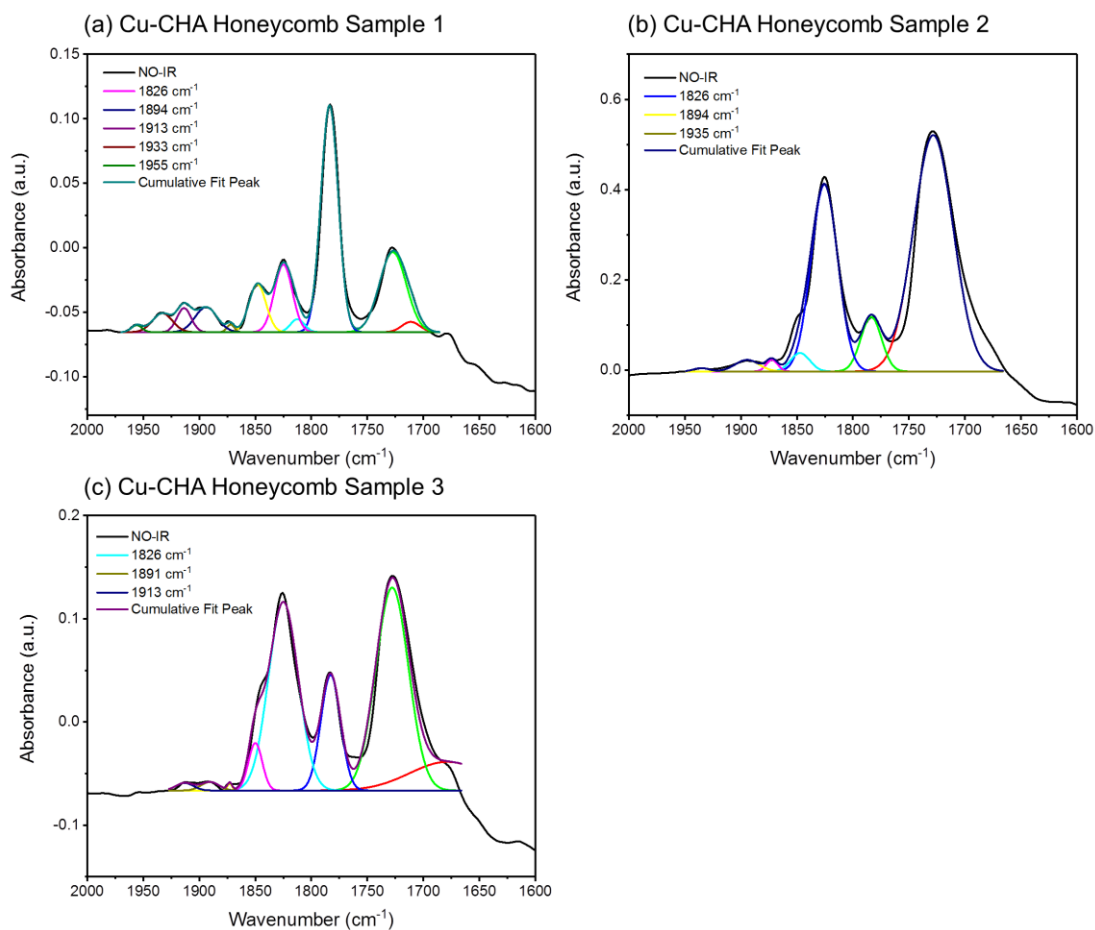 (a) Cu-CHA Honeycomb Sample 1
0.15
0.10
0.05
0.00
-0.05
-0.10
Absorbance (a.u.)
NO-IR
1826 cm⁻¹
1894 cm⁻¹
1913 cm⁻¹
1933 cm⁻¹
1955 cm⁻¹
Cumulative Fit Peak
2000 1950 1900 1850 1800 1750 1700 1650 1600
Wavenumber (cm⁻¹)
(b) Cu-CHA Honeycomb Sample 2
0.6
0.4
0.2
0.0
Absorbance (a.u.)
NO-IR
1826 cm⁻¹
1894 cm⁻¹
1935 cm⁻¹
Cumulative Fit Peak
2000 1950 1900 1850 1800 1750 1700 1650 1600
Wavenumber (cm⁻¹)
(c) Cu-CHA Honeycomb Sample 3
0.2
0.1
0.0
-0.1
Absorbance (a.u.)
NO-IR
1826 cm⁻¹
1891 cm⁻¹
1913 cm⁻¹
Cumulative Fit Peak
2000 1950 1900 1850 1800 1750 1700 1650 1600
Wavenumber (cm⁻¹)